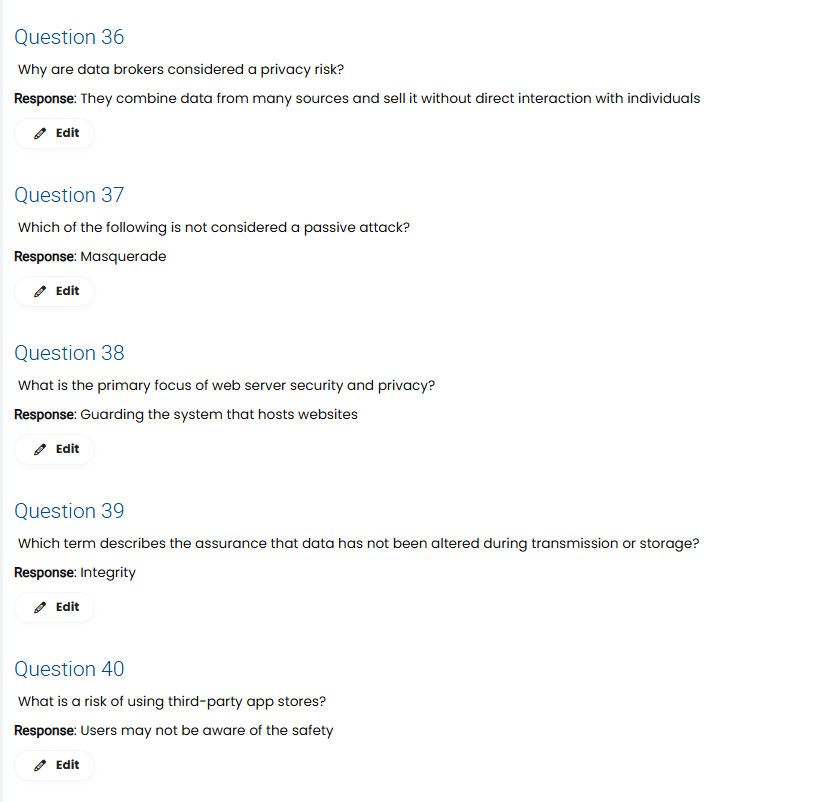 Question 36
Why are data brokers considered a privacy risk?
Response: They combine data from many sources and sell it without direct interaction with individuals
Edit
Question 37
Which of the following is not considered a passive attack?
Response: Masquerade
Edit
Question 38
What is the primary focus of web server security and privacy?
Response: Guarding the system that hosts websites
Edit
Question 39
Which term describes the assurance that data has not been altered during transmission or storage?
Response: Integrity
Edit
Question 40
What is a risk of using third-party app stores?
Response: Users may not be aware of the safety
Edit